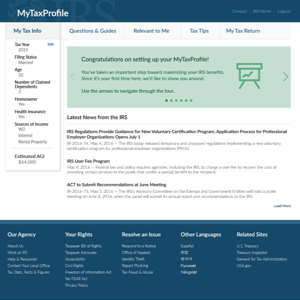 MyTaxProfile
Contact
IRS Home
Logout
My Tax Info
Questions & Guides
Relevant to Me
Tax Tips
My Tax Return
Tax Year
2015
Filing Status
Married
Age
32
Number of Claimed
Dependents
3
Homeowner
Yes
Health Insurance
Yes
Sources of Income
W2
Interest
Rental Property
Estimated AGI
~$64,000
Congratulations on setting up your MyTaxProfile!
You've taken an important step toward maximizing your IRS benefits.
Since it's your first time here, we'd like to show you around.
Use the arrows to navigate through the tour.
Latest News from the IRS
IRS Regulations Provide Guidance for New Voluntary Certification Program; Application Process for Professional
Employer Organizations Opens July 1
IR-2016-74, May 4, 2016 — The IRS today released temporary and proposed regulations implementing a new voluntary
certification program for professional employer organizations (PEOs)
IRS User Fee Program
May 4, 2016 — Federal law and policy require agencies, including the IRS, to charge a user fee to recover the cost of
providing certain services to the public that confer a special benefit to the recipient.
ACT to Submit Recommendations at June Meeting
IR-2016-71, May 3, 2016 — The IRS's Advisory Committee on Tax Exempt and Government Entities will hold a public
meeting on June 8, 2016, when the panel will submit its annual report and recommendations to the IRS.
Load More
Our Agency
About Us
Work at IRS
Help & Resources
Contact Your Local Office
Tax Stats, Facts & Figures
Your Rights
Taxpayer Bill of Rights
Taxpayer Advocate
Accessibility
Civil Rights
Freedom of Information Act
No FEAR Act
Privacy Policy
Resolve an Issue
Respond to a Notice
Office of Appeals
Identity Theft
Report Phishing
Tax Fraud & Abuse
Other Languages
Español
中文
한국어
Русский
Tiếng Việt
Related Sites
U.S. Treasury
Treasury Inspector
General for Tax Administration
USA.gov